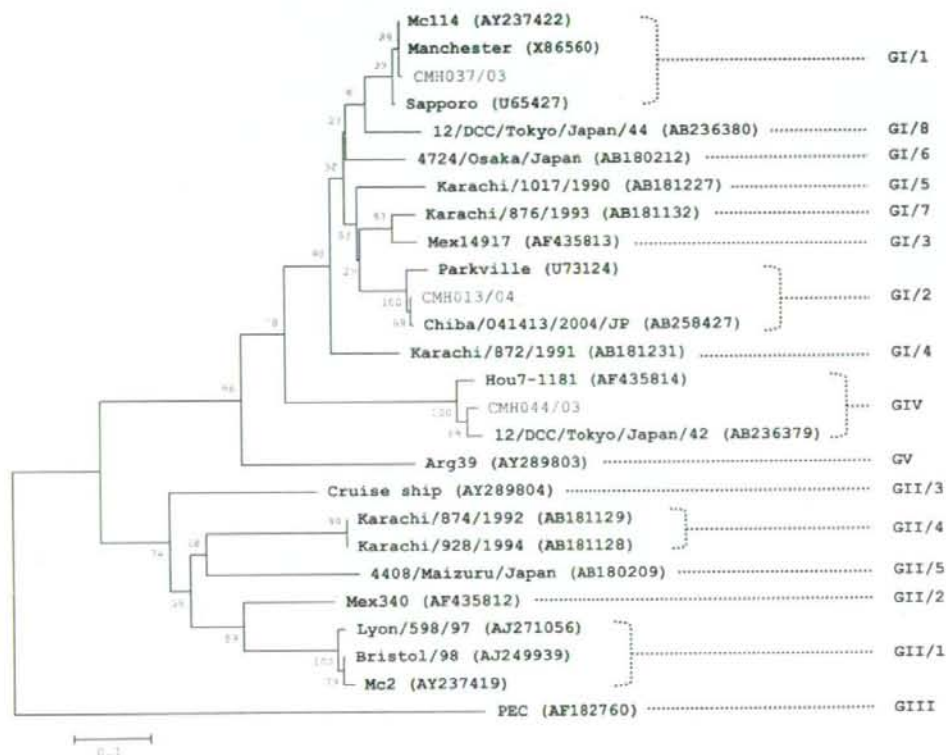 Mc114 (AY237422)
Manchester (X86560)
CMH037/03
Sapporo (U65427)
GI/1
12/DCC/Tokyo/Japan/44 (AB236380) GI/8
4724/Osaka/Japan (AB180212) GI/6
Karachi/1017/1990 (AB181227) GI/5
Karachi/876/1993 (AB181132) GI/7
Mex14917 (AF435813) GI/3
Parkville (U73124)
CMH013/04
Chiba/041413/2004/JP (AB258427)
GI/2
Karachi/872/1991 (AB181231) GI/4
Hou7-1181 (AF435814)
CMH044/03
12/DCC/Tokyo/Japan/42 (AB236379)
GIV
Arg39 (AY289803) GV
Cruise ship (AY289804) GII/3
Karachi/874/1992 (AB181129)
Karachi/928/1994 (AB181128)
GII/4
4408/Maizuru/Japan (AB180209) GII/5
Mex340 (AF435812) GII/2
Lyon/598/97 (AJ271056)
Bristol/98 (AJ249939)
Mc2 (AY237419)
GII/1
PEC (AF182760) GIII
100
0.1